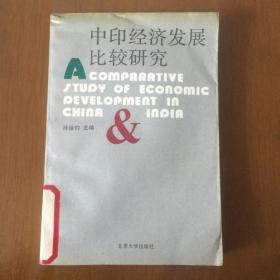 中印经济发展
比较研究
A COMPARATIVE
STUDY OF ECONOMIC
DEVELOPMENT IN
CHINA & INDIA
孙培钧 主编
北京大学出版社